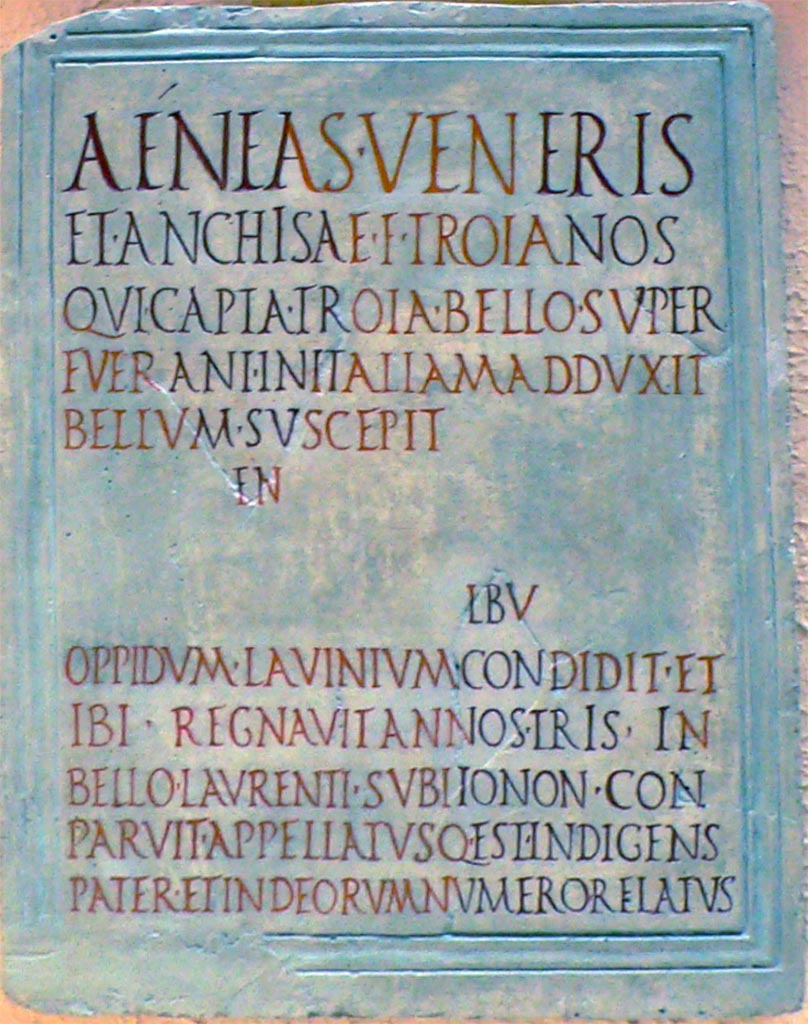 AÉNEAS·VENERIS
ET·ANCHISAE·F·TROIANOS
QVI·CAPTA·TROIA·BELLO·SVPER
FVERANT·IN ITALIAM ADDVXIT
BELLVM·SVSCEPIT
EN
LBV
OPPIDVM·LAVINIVM·CONDIDIT·ET
IBI·REGNAVIT ANNOS·TRIS·IN
BELLO·LAVRENTI·SVBITO NON·CON
PARVIT·APPELLATVSQ·EST·INDIGENS
PATER·ET IN DEORVM NVMERO RELATVS